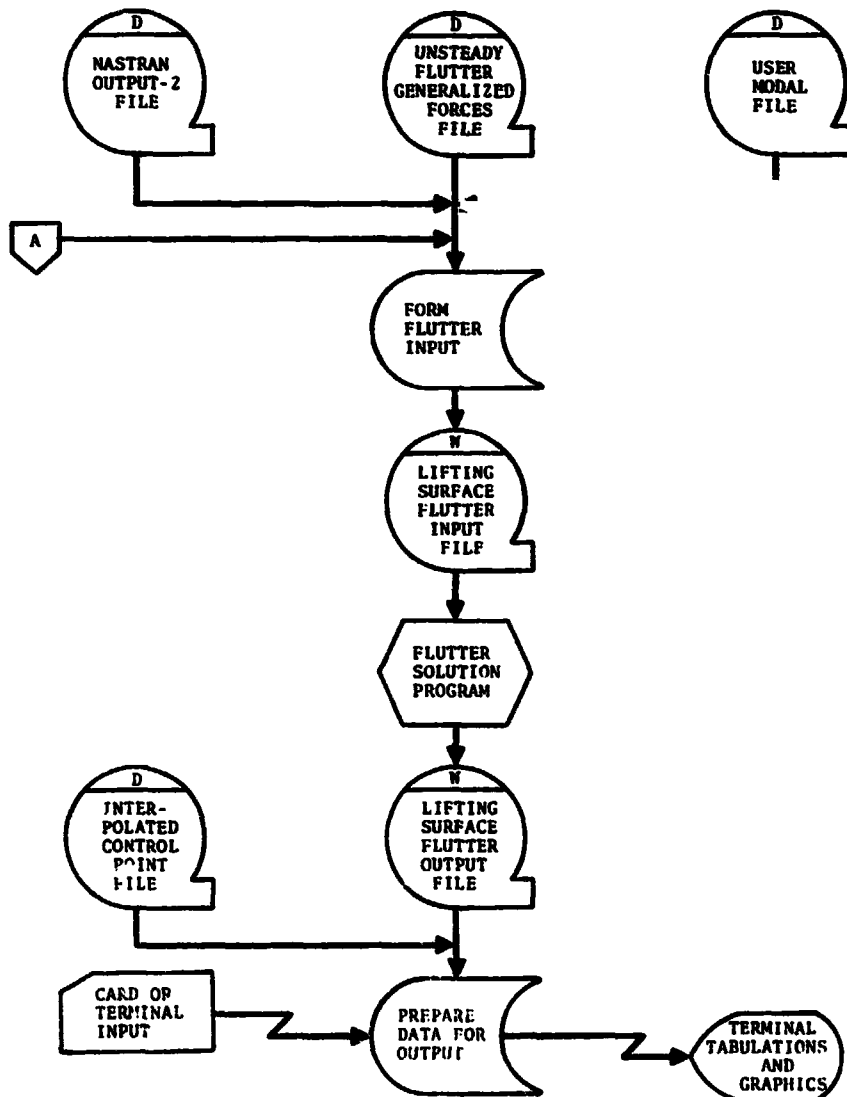 D
NASTRAN
OUTPUT-2
FILE
D
UNSTEADY
FLUTTER
GENERALIZED
FORCES
FILE
D
USER
MODAL
FILE
A
FORM
FLUTTER
INPUT
W
LIFTING
SURFACE
FLUTTER
INPUT
FILE
FLUTTER
SOLUTION
PROGRAM
D
INTER-
POLATED
CONTROL
POINT
FILE
W
LIFTING
SURFACE
FLUTTER
OUTPUT
FILE
CARD OR
TERMINAL
INPUT
PREPARE
DATA FOR
OUTPUT
TERMINAL
TABULATIONS
AND
GRAPHICS